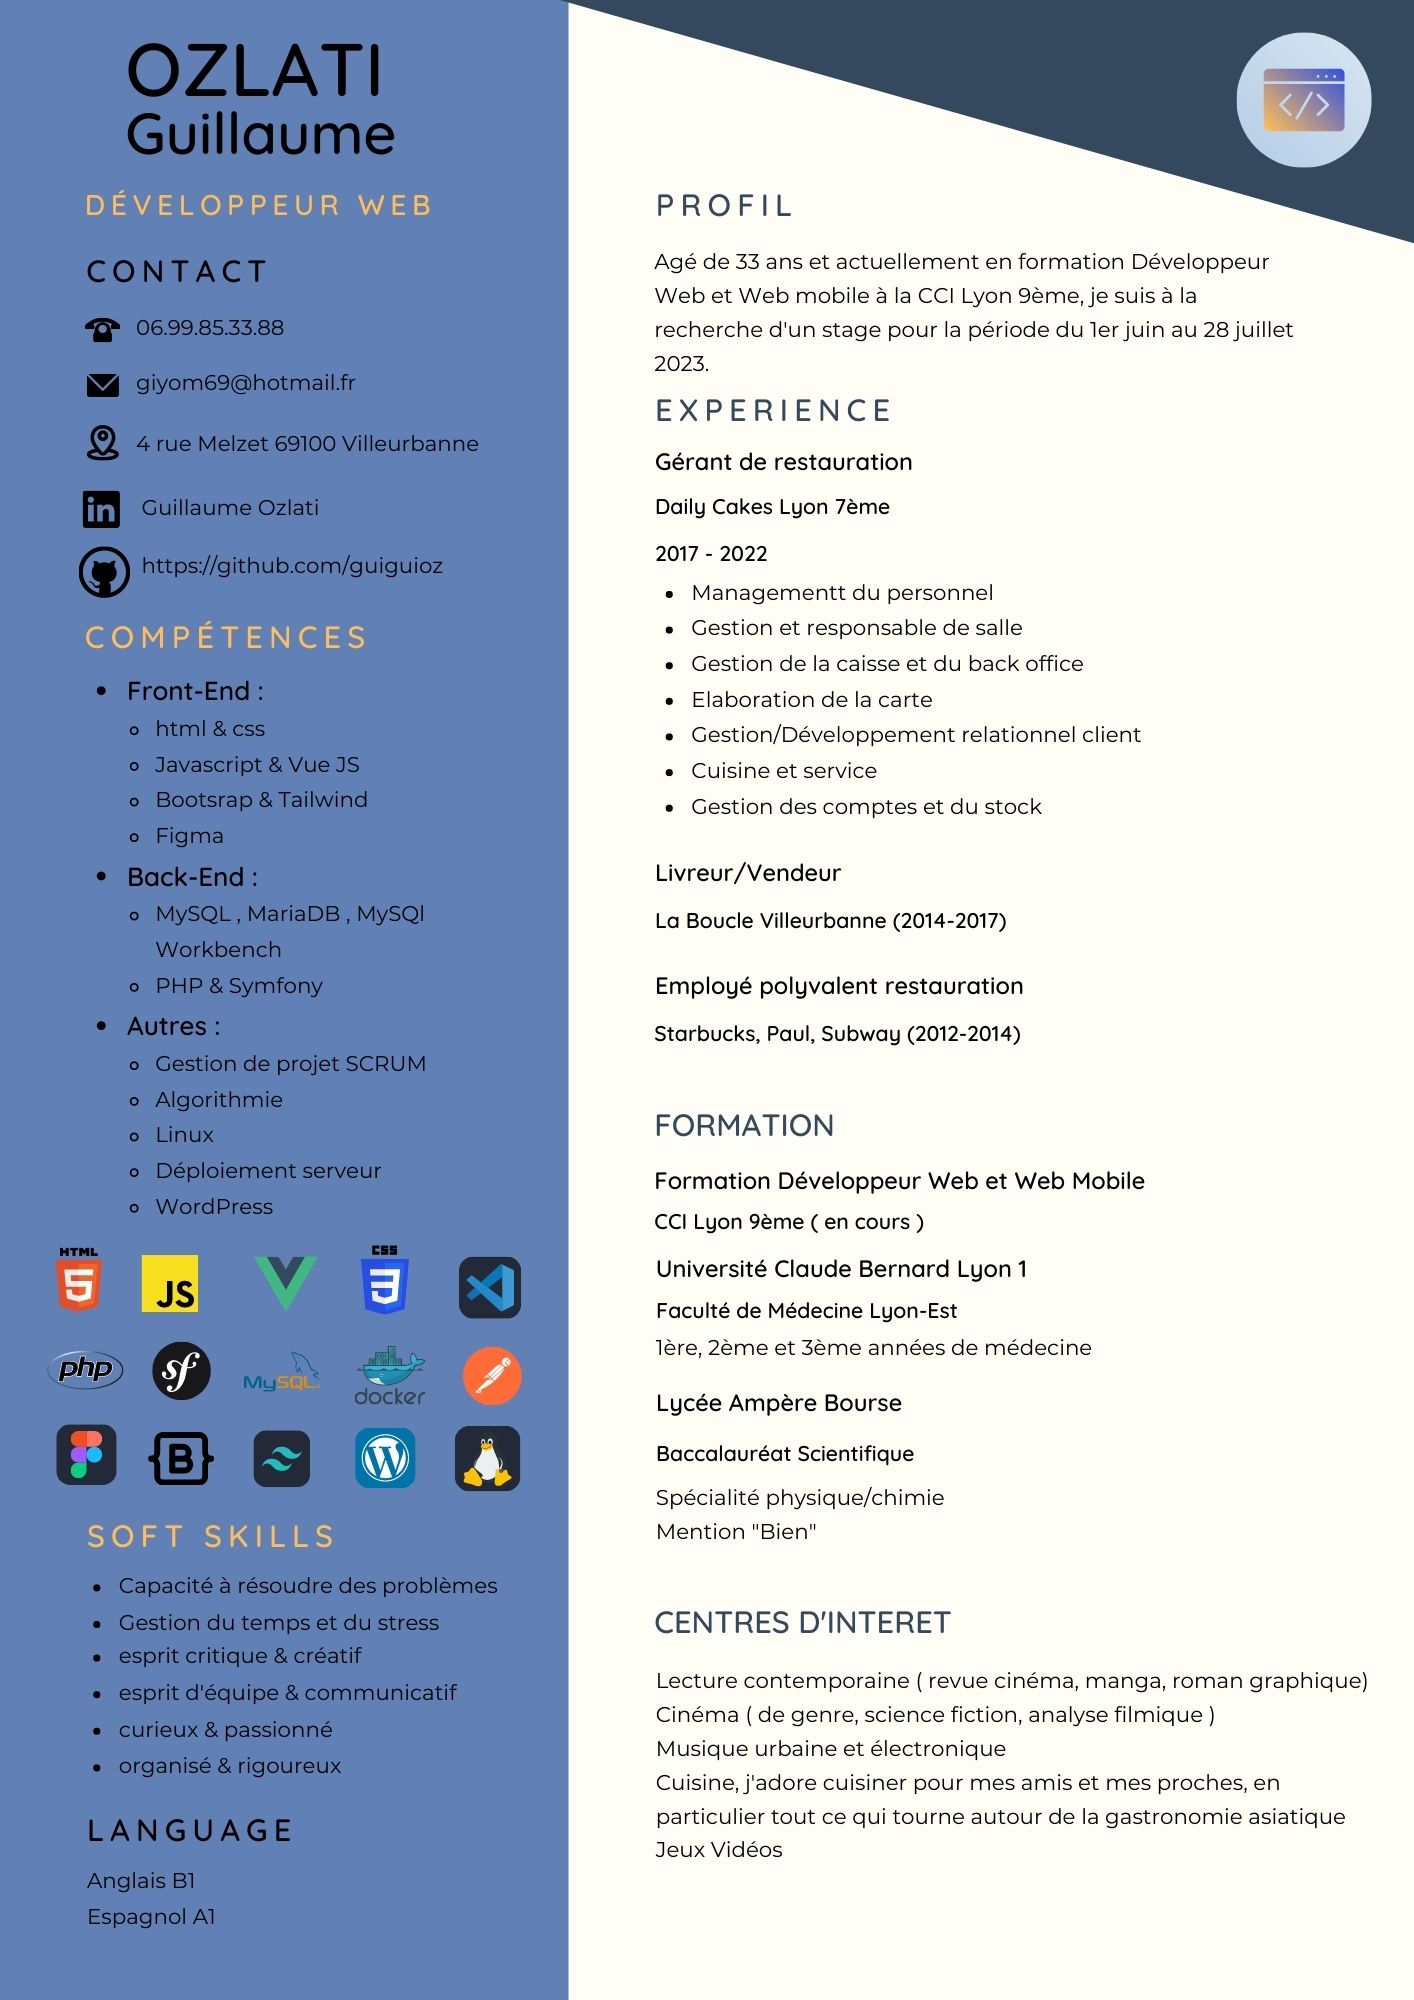 OZLATI
Guillaume
DÉVELOPPEUR WEB
CONTACT
06.99.85.33.88
giyom69@hotmail.fr
4 rue Melzet 69100 Villeurbanne
in
Guillaume Ozlati
https://github.com/guiguioz
COMPÉTENCES
Front-End :
html & css
Javascript & Vue JS
Bootsrap & Tailwind
Figma
Back-End :
MySQL , MariaDB , MySQl
Workbench
PHP & Symfony
Autres :
Gestion de projet SCRUM
Algorithmie
Linux
Déploiement serveur
WordPress
HTML
5
JS
CSS
3
php
sf
MySQL
docker
B
W
SOFT SKILLS
Capacité à résoudre des problèmes
Gestion du temps et du stress
esprit critique & créatif
esprit d'équipe & communicatif
curieux & passionné
organisé & rigoureux
LANGUAGE
Anglais B1
Espagnol A1
</>
PROFIL
Agé de 33 ans et actuellement en formation Développeur
Web et Web mobile à la CCI Lyon 9ème, je suis à la
recherche d'un stage pour la période du 1er juin au 28 juillet
2023.
EXPERIENCE
Gérant de restauration
Daily Cakes Lyon 7ème
2017 - 2022
Managementt du personnel
Gestion et responsable de salle
Gestion de la caisse et du back office
Elaboration de la carte
Gestion/Développement relationnel client
Cuisine et service
Gestion des comptes et du stock
Livreur/Vendeur
La Boucle Villeurbanne (2014-2017)
Employé polyvalent restauration
Starbucks, Paul, Subway (2012-2014)
FORMATION
Formation Développeur Web et Web Mobile
CCI Lyon 9ème ( en cours )
Université Claude Bernard Lyon 1
Faculté de Médecine Lyon-Est
1ère, 2ème et 3ème années de médecine
Lycée Ampère Bourse
Baccalauréat Scientifique
Spécialité physique/chimie
Mention "Bien"
CENTRES D'INTERET
Lecture contemporaine ( revue cinéma, manga, roman graphique)
Cinéma ( de genre, science fiction, analyse filmique )
Musique urbaine et électronique
Cuisine, j'adore cuisiner pour mes amis et mes proches, en
particulier tout ce qui tourne autour de la gastronomie asiatique
Jeux Vidéos